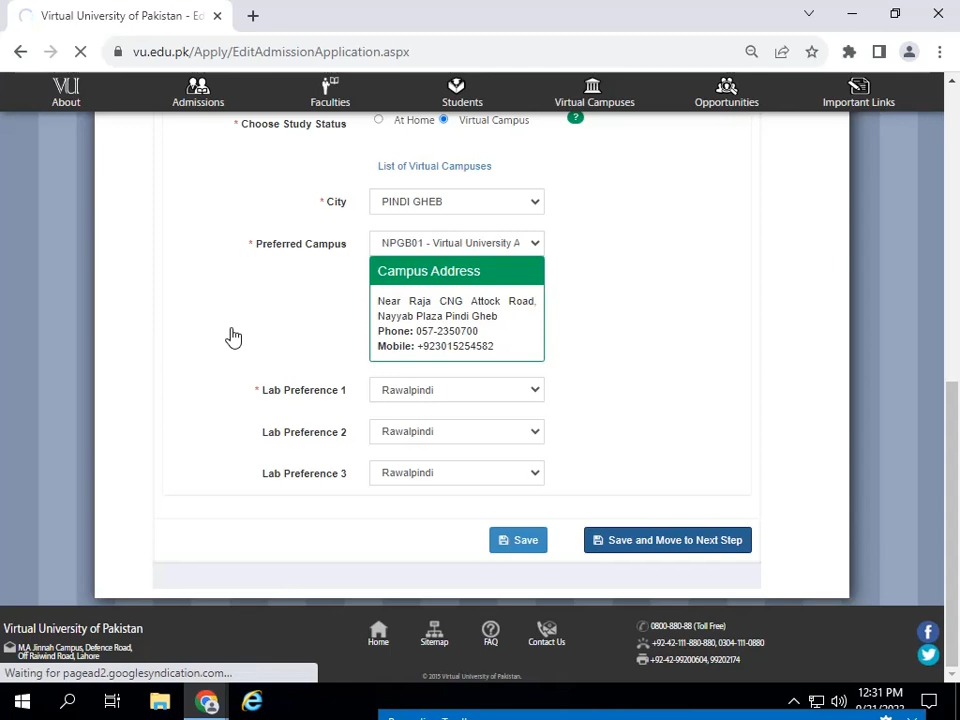 Virtual University of Pakistan - Ed
vu.edu.pk/Apply/EditAdmissionApplication.aspx
VU
About
Admissions
Faculties
Students
Virtual Campuses
Opportunities
Important Links
* Choose Study Status
At Home
Virtual Campus
?
List of Virtual Campuses
* City
PINDI GHEB
* Preferred Campus
NPGB01 - Virtual University A
Campus Address
Near Raja CNG Attock Road,
Nayyab Plaza Pindi Gheb
Phone: 057-2350700
Mobile: +923015254582
* Lab Preference 1
Rawalpindi
Lab Preference 2
Rawalpindi
Lab Preference 3
Rawalpindi
Save
Save and Move to Next Step
Virtual University of Pakistan
M.A. Jinnah Campus, Defence Road,
Off Raiwind Road, Lahore
Home
Sitemap
FAQ
Contact Us
0800-880-88 (Toll Free)
+92-42-111-880-880, 0304-111-0880
+92-42-99200604, 99202174
© 2015 Virtual University of Pakistan.
Waiting for pagead2.googlesyndication.com...
12:31 PM